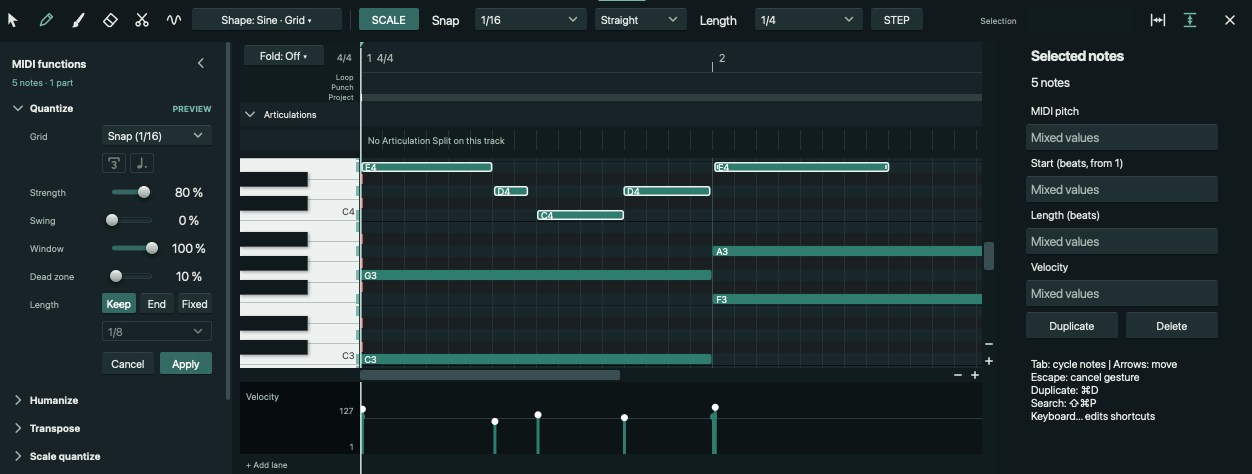 Shape: Sine · Grid
SCALE
Snap
1/16
Straight
Length
1/4
STEP
Selection
MIDI functions
5 notes · 1 part
Quantize
PREVIEW
Grid
Snap (1/16)
3
Strength
80 %
Swing
0 %
Window
100 %
Dead zone
10 %
Length
Keep
End
Fixed
1/8
Cancel
Apply
Humanize
Transpose
Scale quantize
Fold: Off
4/4
1 4/4
2
Loop
Punch
Project
Articulations
No Articulation Split on this track
E4
E4
D4
D4
C4
C4
A3
G3
F3
C3
C3
Velocity
127
1
+ Add lane
Selected notes
5 notes
MIDI pitch
Mixed values
Start (beats, from 1)
Mixed values
Length (beats)
Mixed values
Velocity
Mixed values
Duplicate
Delete
Tab: cycle notes | Arrows: move
Escape: cancel gesture
Duplicate: ⌘D
Search: ⇧⌘P
Keyboard... edits shortcuts